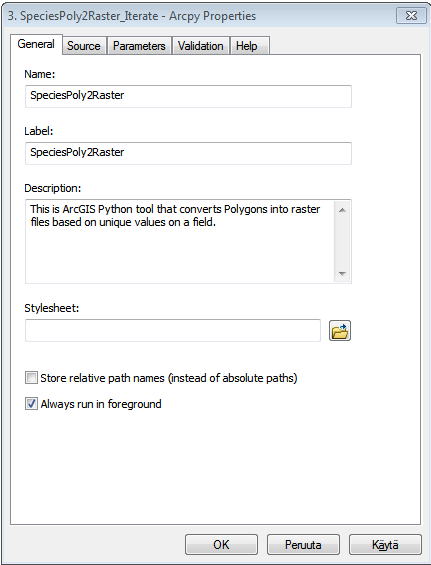 3. SpeciesPoly2Raster_Iterate - Arcpy Properties
General Source Parameters Validation Help
Name:
SpeciesPoly2Raster
Label:
SpeciesPoly2Raster
Description:
This is ArcGIS Python tool that converts Polygons into raster
files based on unique values on a field.
Stylesheet:
Store relative path names (instead of absolute paths)
Always run in foreground
OK Peruuta Käytä